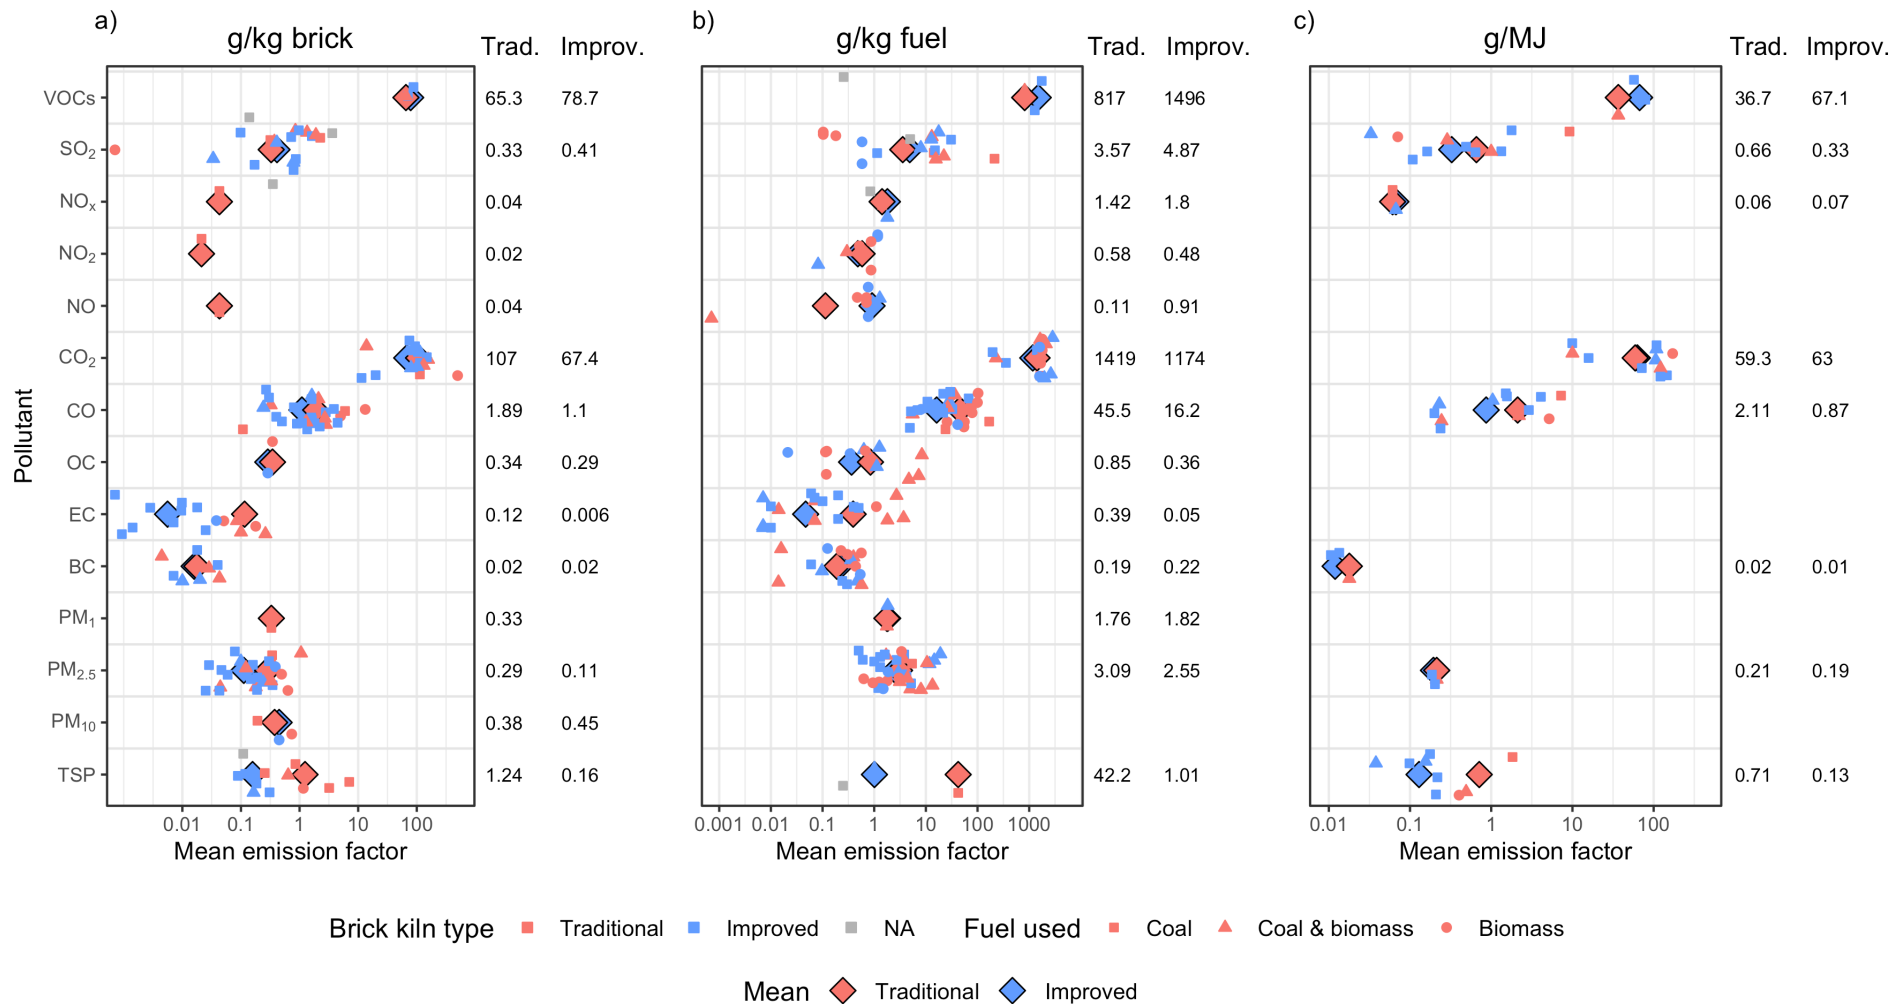 a) b) c)
g/kg brick Trad. Improv. g/kg fuel Trad. Improv. g/MJ Trad. Improv.
VOCs 65.3 78.7 817 1496 36.7 67.1
SO2 0.33 0.41 3.57 4.87 0.66 0.33
NOx 0.04 1.42 1.8 0.06 0.07
NO2 0.02 0.58 0.48
NO 0.04 0.11 0.91
CO2 107 67.4 1419 1174 59.3 63
CO 1.89 1.1 45.5 16.2 2.11 0.87
OC 0.34 0.29 0.85 0.36
EC 0.12 0.006 0.39 0.05
BC 0.02 0.02 0.19 0.22 0.02 0.01
PM1 0.33 1.76 1.82
PM2.5 0.29 0.11 3.09 2.55 0.21 0.19
PM10 0.38 0.45
TSP 1.24 0.16 42.2 1.01 0.71 0.13
Pollutant
0.01 0.1 1 10 100 0.001 0.01 0.1 1 10 100 1000 0.01 0.1 1 10 100
Mean emission factor Mean emission factor Mean emission factor
Brick kiln type Traditional Improved NA Fuel used Coal Coal & biomass Biomass
Mean Traditional Improved